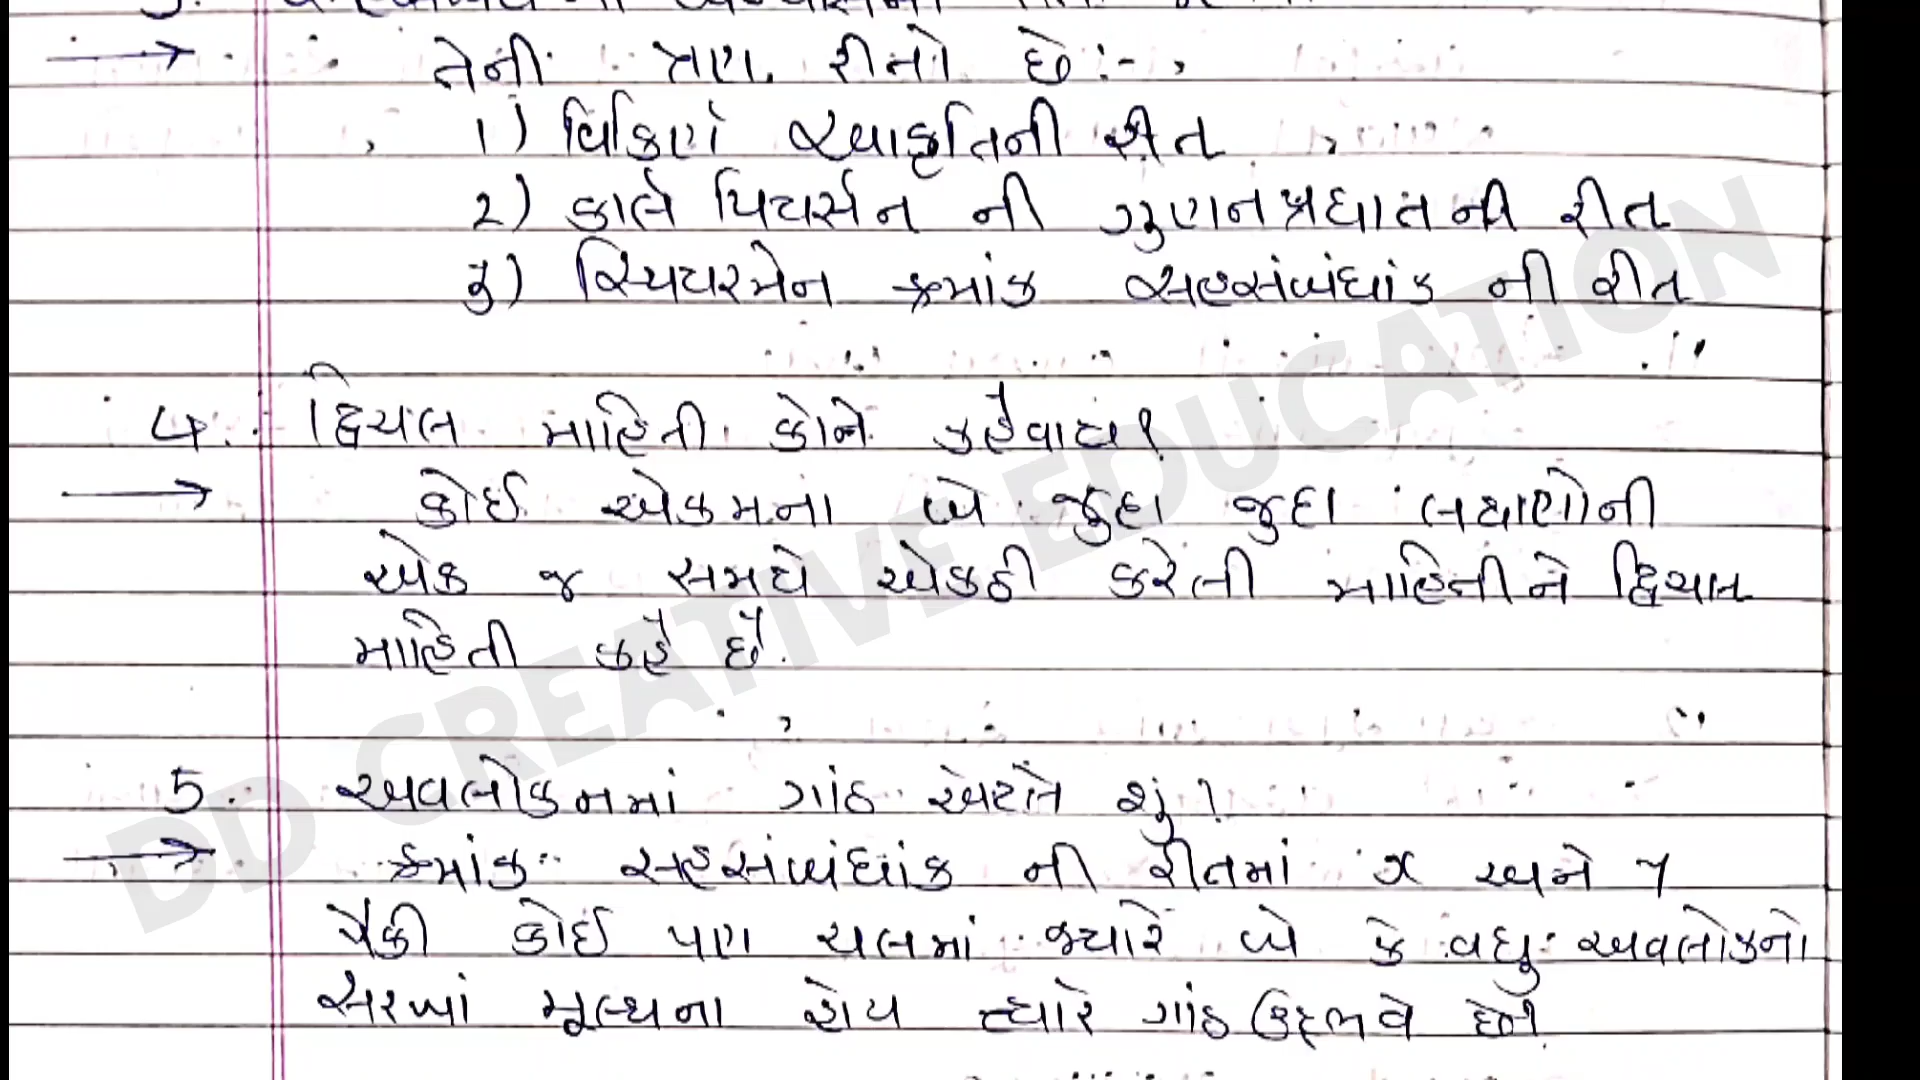 → તેની ત્રણ રીતો છે:-
1) વિકિર્ણ આકૃતિની રીત
2) કાર્લ પિયર્સન ની ગુણનપ્રઘાતની રીત
૩) સ્પિયરમેન ક્રમાંક સહસંબંધાંક ની રીત
4. દ્વિચલ માહિતી કોને કહેવાય?
→ કોઈ એકમના બે જુદા જુદા લક્ષણોની
એક જ સમયે એકઠી કરેલી માહિતીને દ્વિચલ
માહિતી કહે છે.
5. અવલોકનમાં ગાંઠ એટલે શું?
→ ક્રમાંક સહસંબંધાંક ની રીતમાં x અને y
પૈકી કોઈ પણ ચલમાં જ્યારે બે કે વધુ અવલોકનો
સરખાં મૂલ્યના હોય ત્યારે ગાંઠ ઉદ્ભવે છે.
DD CREATIVE EDUCATION